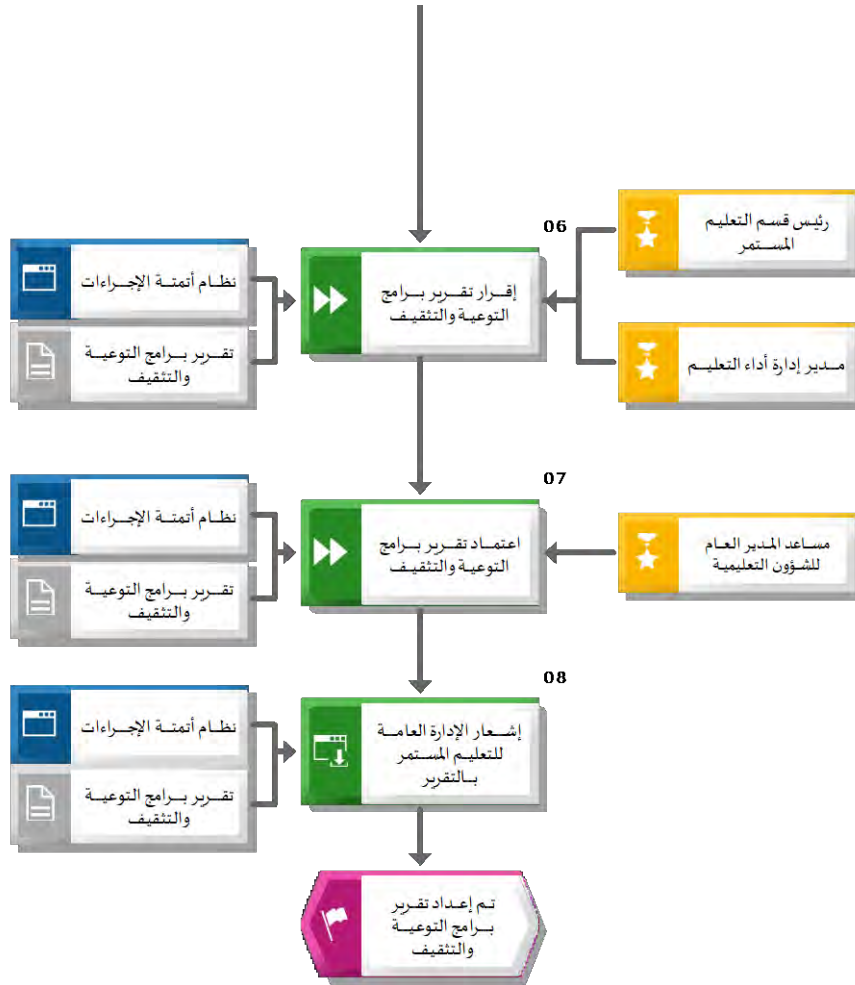 06
رئيس قسم التعليم
المستمر
إقرار تقرير برامج
التوعية والتثقيف
نظام أتمتة الإجراءات
تقرير برامج التوعية
والتثقيف
مدير إدارة أداء التعليم
07
مساعد المدير العام
للشؤون التعليمية
اعتماد تقرير برامج
التوعية والتثقيف
نظام أتمتة الإجراءات
تقرير برامج التوعية
والتثقيف
08
إشعار الإدارة العامة
للتعليم المستمر
بالتقرير
نظام أتمتة الإجراءات
تقرير برامج التوعية
والتثقيف
تم إعداد تقرير
برامج التوعية
والتثقيف